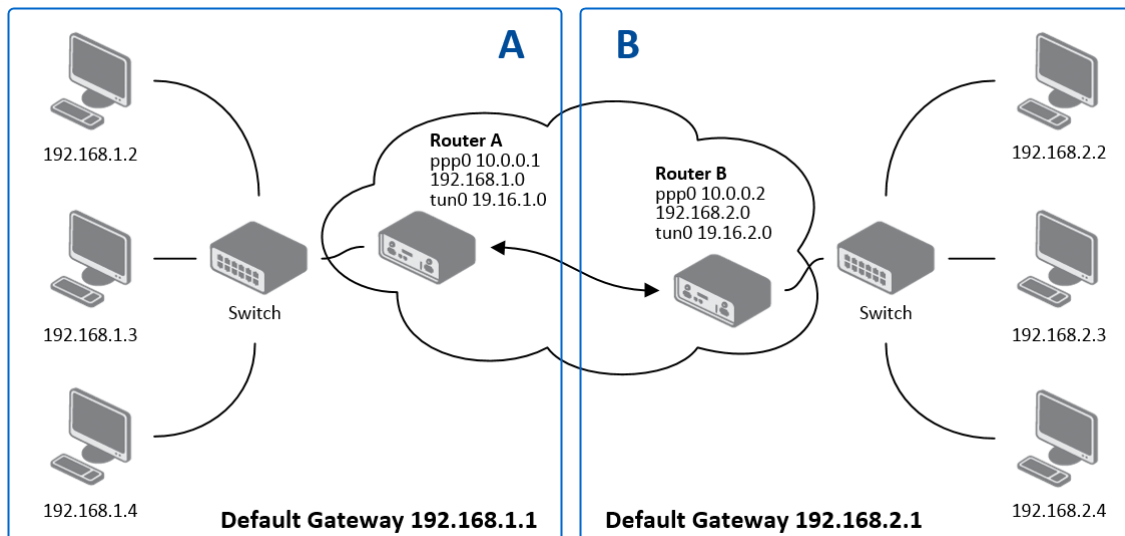 A
192.168.1.2
192.168.1.3
192.168.1.4
Switch
Router A
ppp0 10.0.0.1
192.168.1.0
tun0 19.16.1.0
Default Gateway 192.168.1.1
B
Router B
ppp0 10.0.0.2
192.168.2.0
tun0 19.16.2.0
Switch
192.168.2.2
192.168.2.3
192.168.2.4
Default Gateway 192.168.2.1